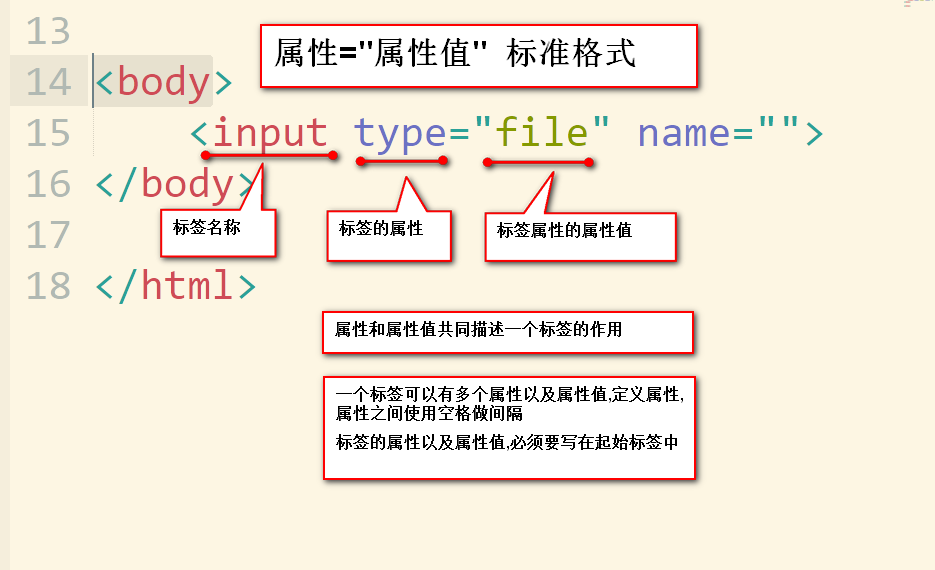 13
属性="属性值" 标准格式
14 <body>
15 <input type="file" name="">
16 </body>
标签名称
标签的属性
标签属性的属性值
17
18 </html>
属性和属性值共同描述一个标签的作用
一个标签可以有多个属性以及属性值,定义属性,
属性之间使用空格做间隔
标签的属性以及属性值,必须要写在起始标签中